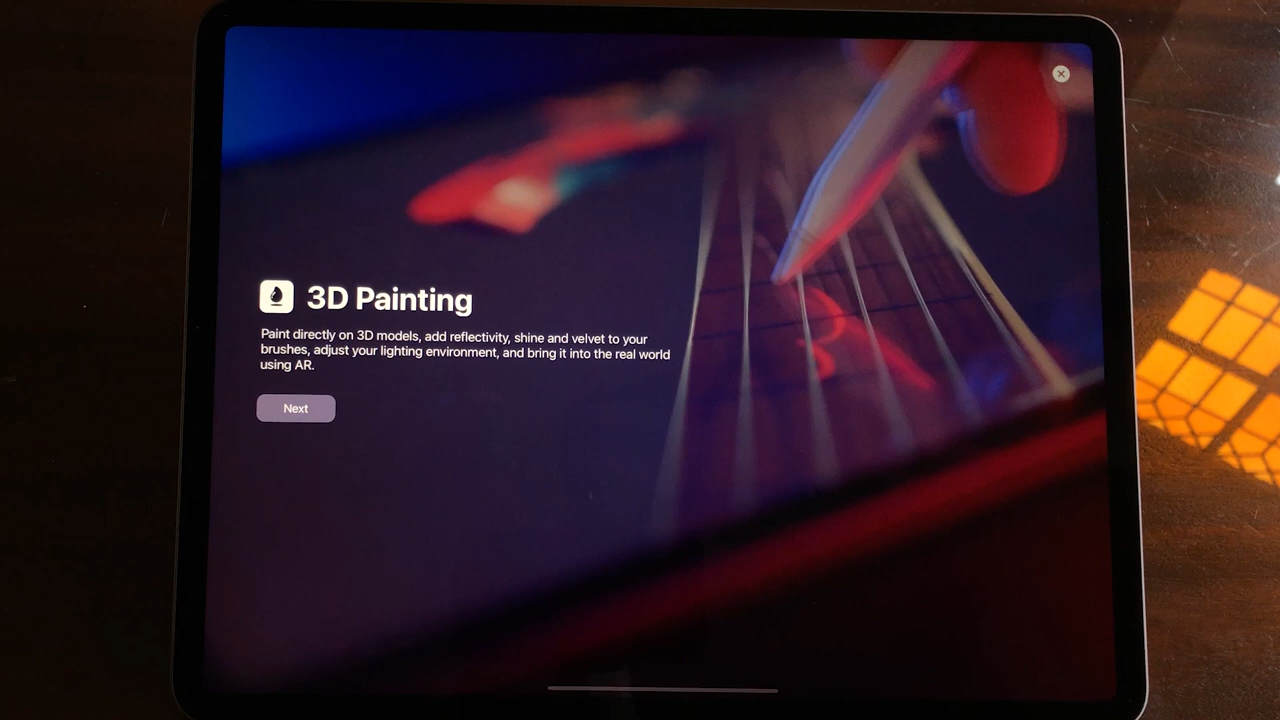 3D Painting
Paint directly on 3D models, add reflectivity, shine and velvet to your
brushes, adjust your lighting environment, and bring it into the real world
using AR.
Next